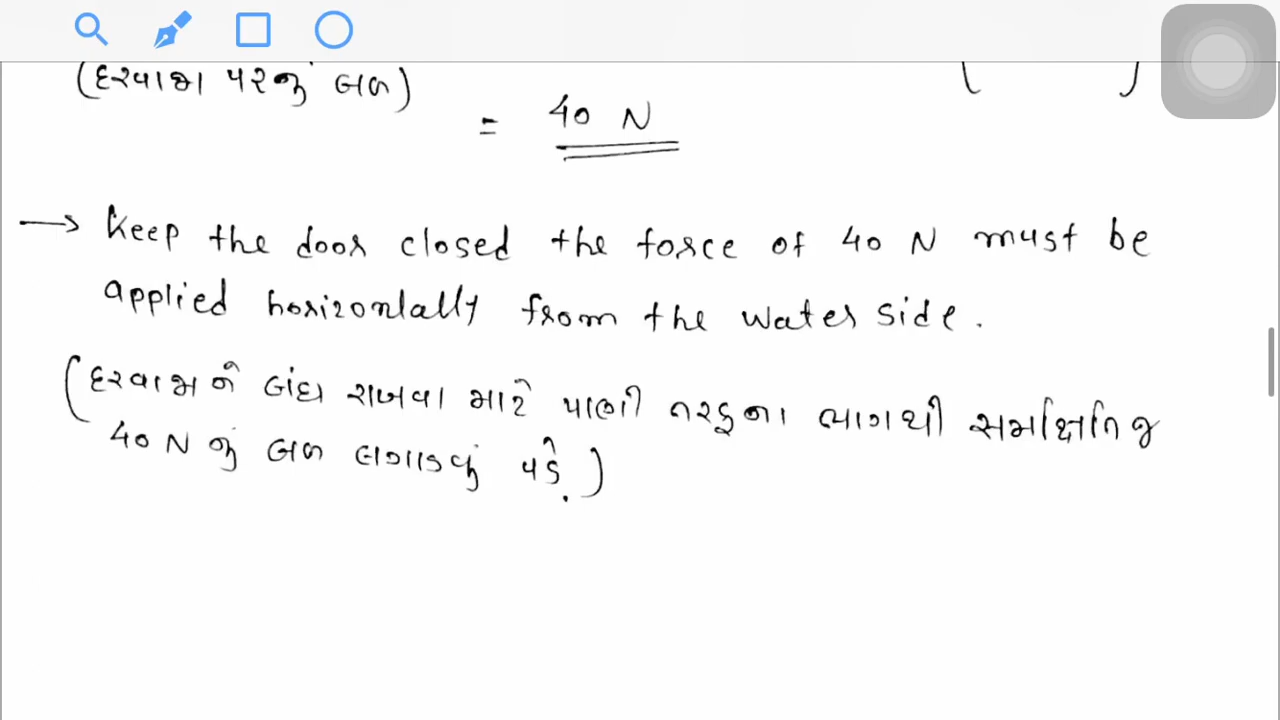 (દરવાજા પરનું બળ) ( )
= 40 N
→ Keep the door closed the force of 40 N must be
applied horizontally from the water side.
(દરવાજાને બંધ રાખવા માટે પાણી તરફના ભાગથી સમક્ષિતિજ
40 N નું બળ લગાડવું પડે.)